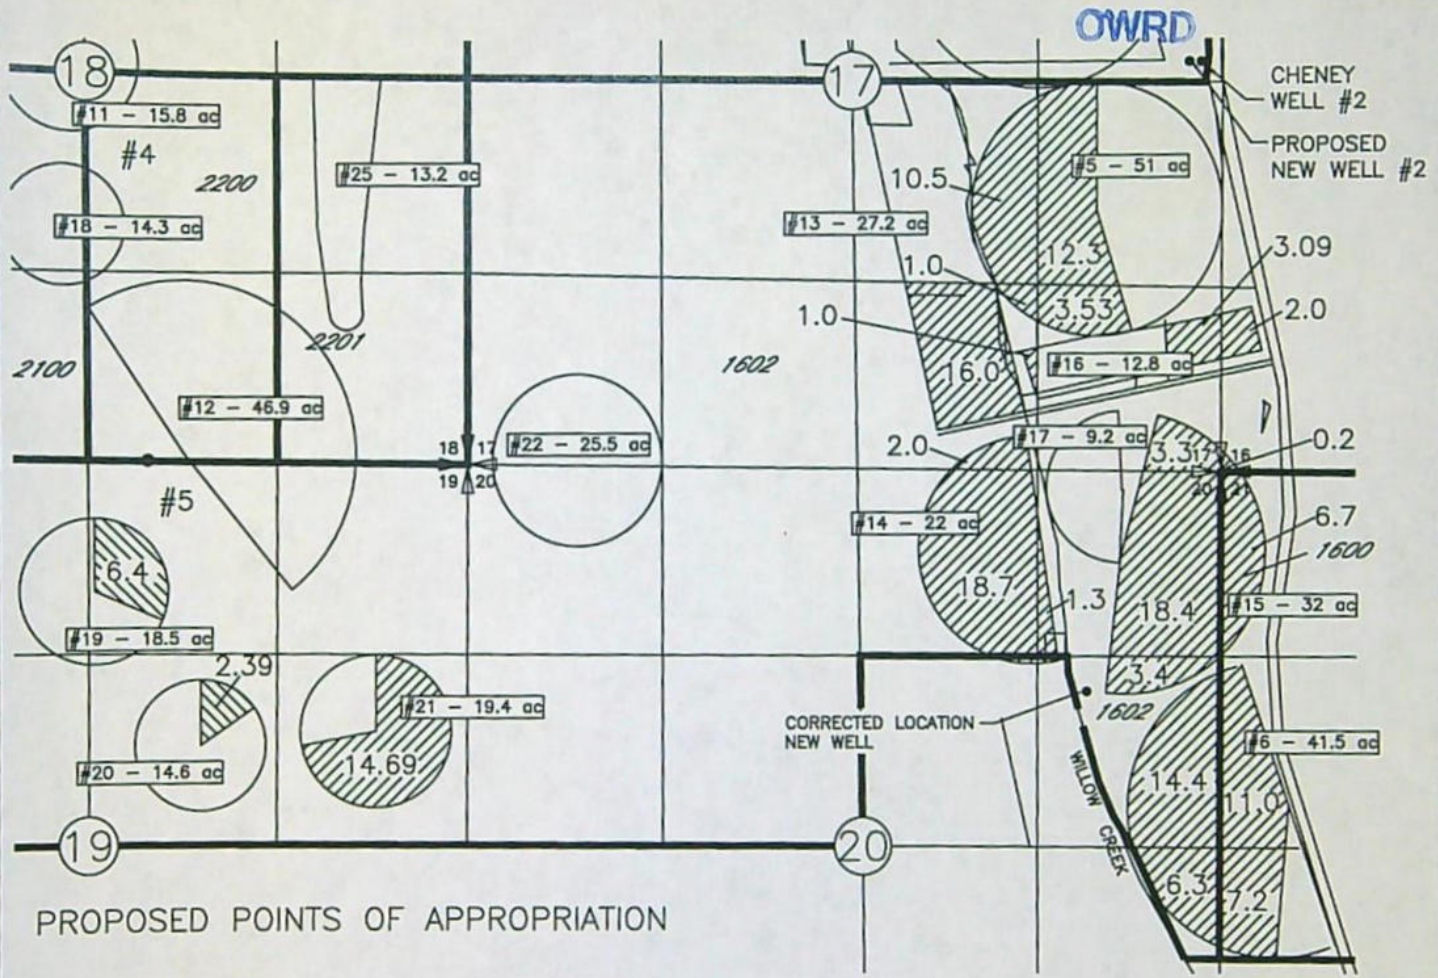 OWRD
18
17
CHENEY
WELL #2
PROPOSED
NEW WELL #2
#11 – 15.8 ac
#4
2200
#25 – 13.2 ac
10.5
#5 – 51 ac
#18 – 14.3 ac
#13 – 27.2 ac
12.3
3.09
1.0
3.53
2.0
1.0
2201
2100
1602
16.0
#16 – 12.8 ac
#12 – 46.9 ac
18 17
19 20
#22 – 25.5 ac
2.0
#17 – 9.2 ac
3.3
17 16
20 21
0.2
#5
#14 – 22 ac
6.7
1600
6.4
18.7
1.3
18.4
#15 – 32 ac
#19 – 18.5 ac
2.39
3.4
#21 – 19.4 ac
CORRECTED LOCATION
NEW WELL
1602
#6 – 41.5 ac
#20 – 14.6 ac
14.69
WILLOW CREEK
14.4
11.0
19
20
6.3
7.2
PROPOSED POINTS OF APPROPRIATION